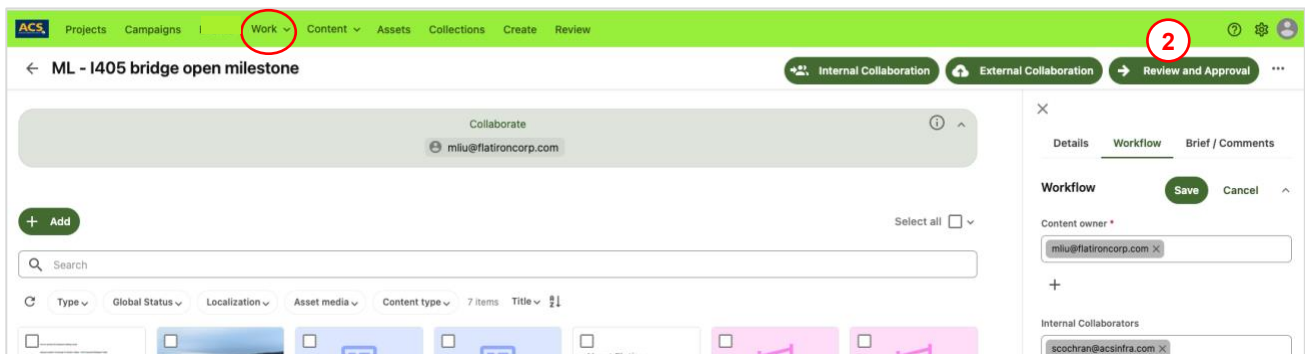 ACS Projects Campaigns Work Content Assets Collections Create Review
2
ML - I405 bridge open milestone
Internal Collaboration External Collaboration Review and Approval ...
Collaborate
mliu@flatironcorp.com
Details Workflow Brief / Comments
Workflow Save Cancel
+ Add
Select all
Content owner *
mliu@flatironcorp.com ×
Search
+
Type Global Status Localization Asset media Content type 7 items Title
Internal Collaborators
scochran@acsinfra.com ×